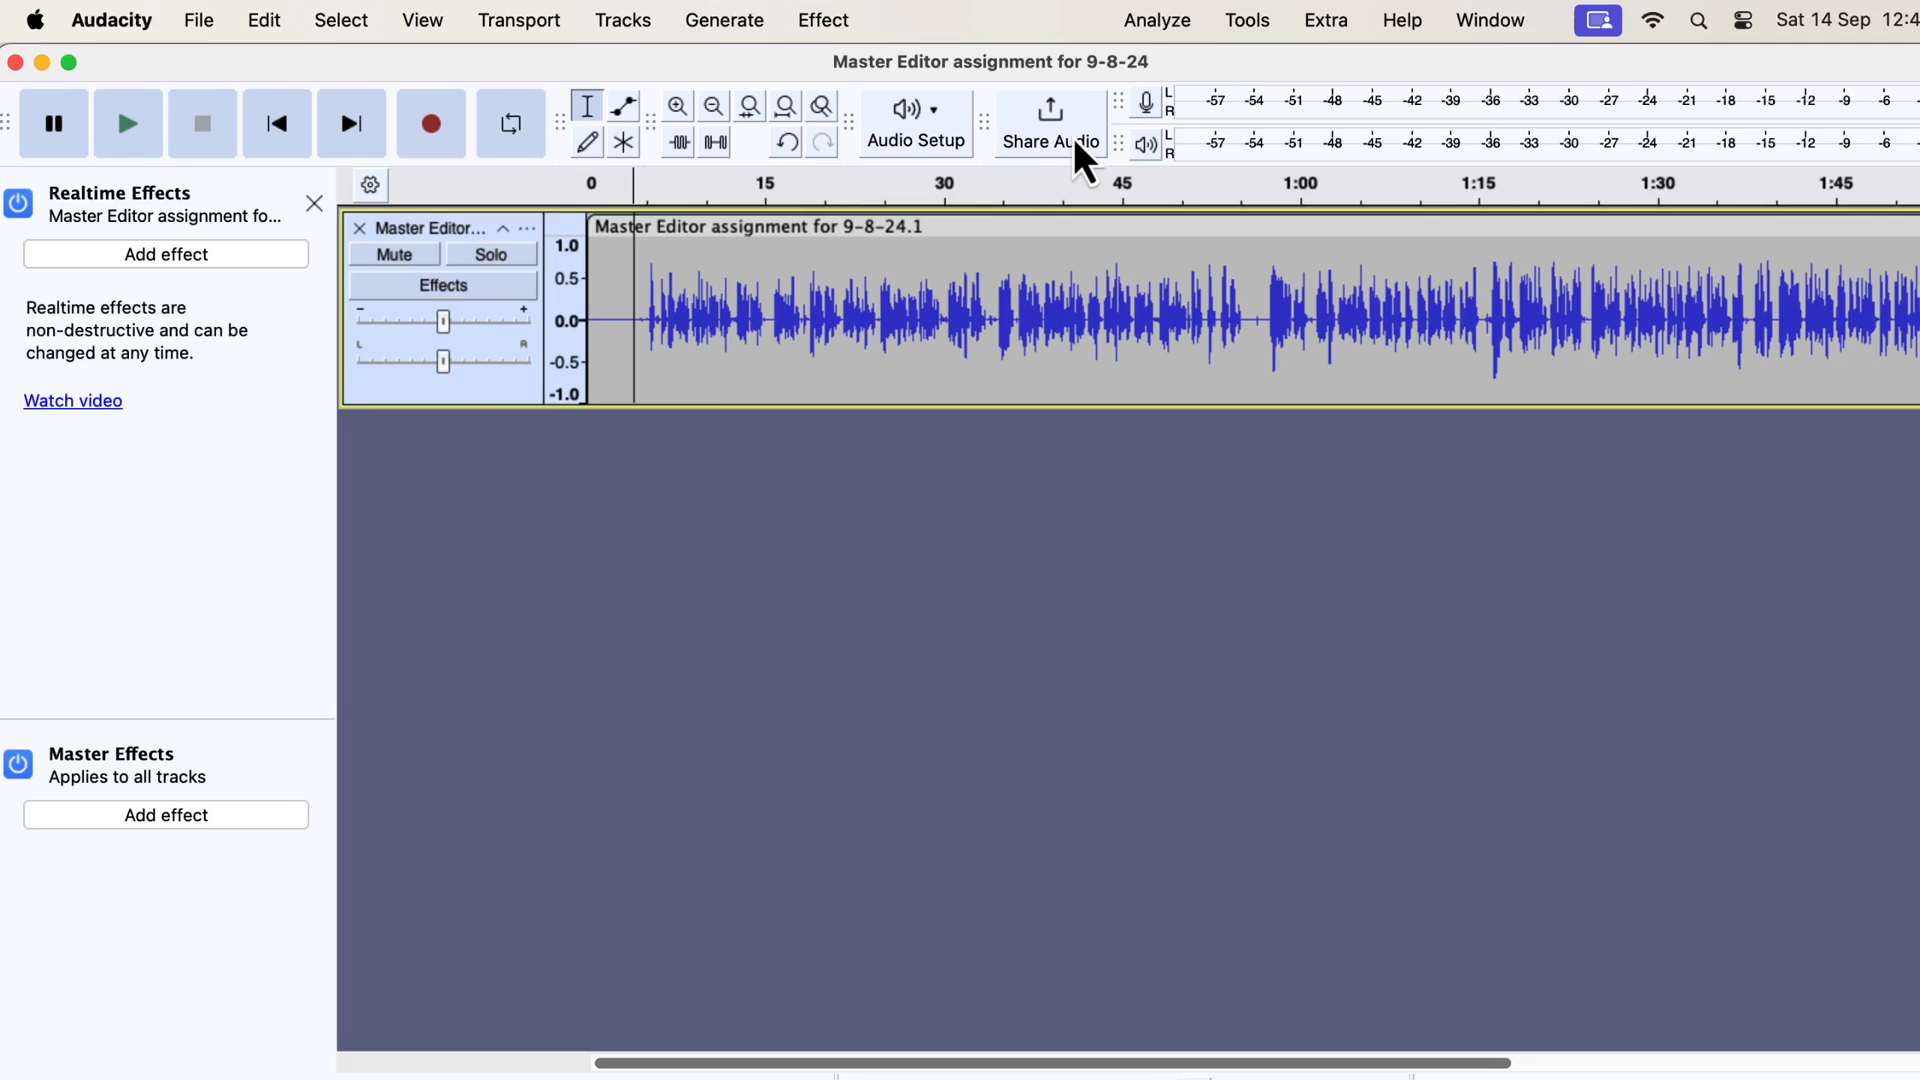 Audacity File Edit Select View Transport Tracks Generate Effect Analyze Tools Extra Help Window Sat 14 Sep 12:4
Master Editor assignment for 9-8-24
L
R
-57 -54 -51 -48 -45 -42 -39 -36 -33 -30 -27 -24 -21 -18 -15 -12 -9 -6
Audio Setup
Share Audio
L
R
-57 -54 -51 -48 -45 -42 -39 -36 -33 -30 -27 -24 -21 -18 -15 -12 -9 -6
Realtime Effects
Master Editor assignment fo...
Add effect
Realtime effects are
non-destructive and can be
changed at any time.
Watch video
0 15 30 45 1:00 1:15 1:30 1:45
Master Editor...
Mute Solo
Effects
- +
L R
1.0
0.5
0.0
-0.5
-1.0
Master Editor assignment for 9-8-24.1
Master Effects
Applies to all tracks
Add effect